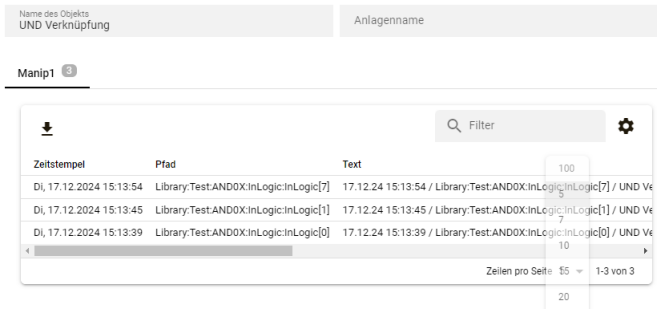 Name des Objekts
UND Verknüpfung
Anlagenname
Manip1 3
Filter
Zeitstempel Pfad Text
Di, 17.12.2024 15:13:54 Library:Test:AND0X:InLogic:InLogic[7] 17.12.24 15:13:54 / Library:Test:AND0X:InLogic:InLogic[7] / UND Ve
Di, 17.12.2024 15:13:45 Library:Test:AND0X:InLogic:InLogic[1] 17.12.24 15:13:45 / Library:Test:AND0X:InLogic:InLogic[1] / UND Ve
Di, 17.12.2024 15:13:39 Library:Test:AND0X:InLogic:InLogic[0] 17.12.24 15:13:39 / Library:Test:AND0X:InLogic:InLogic[0] / UND Ve
Zeilen pro Seite 1-3 von 3
100
5
7
10
15
20